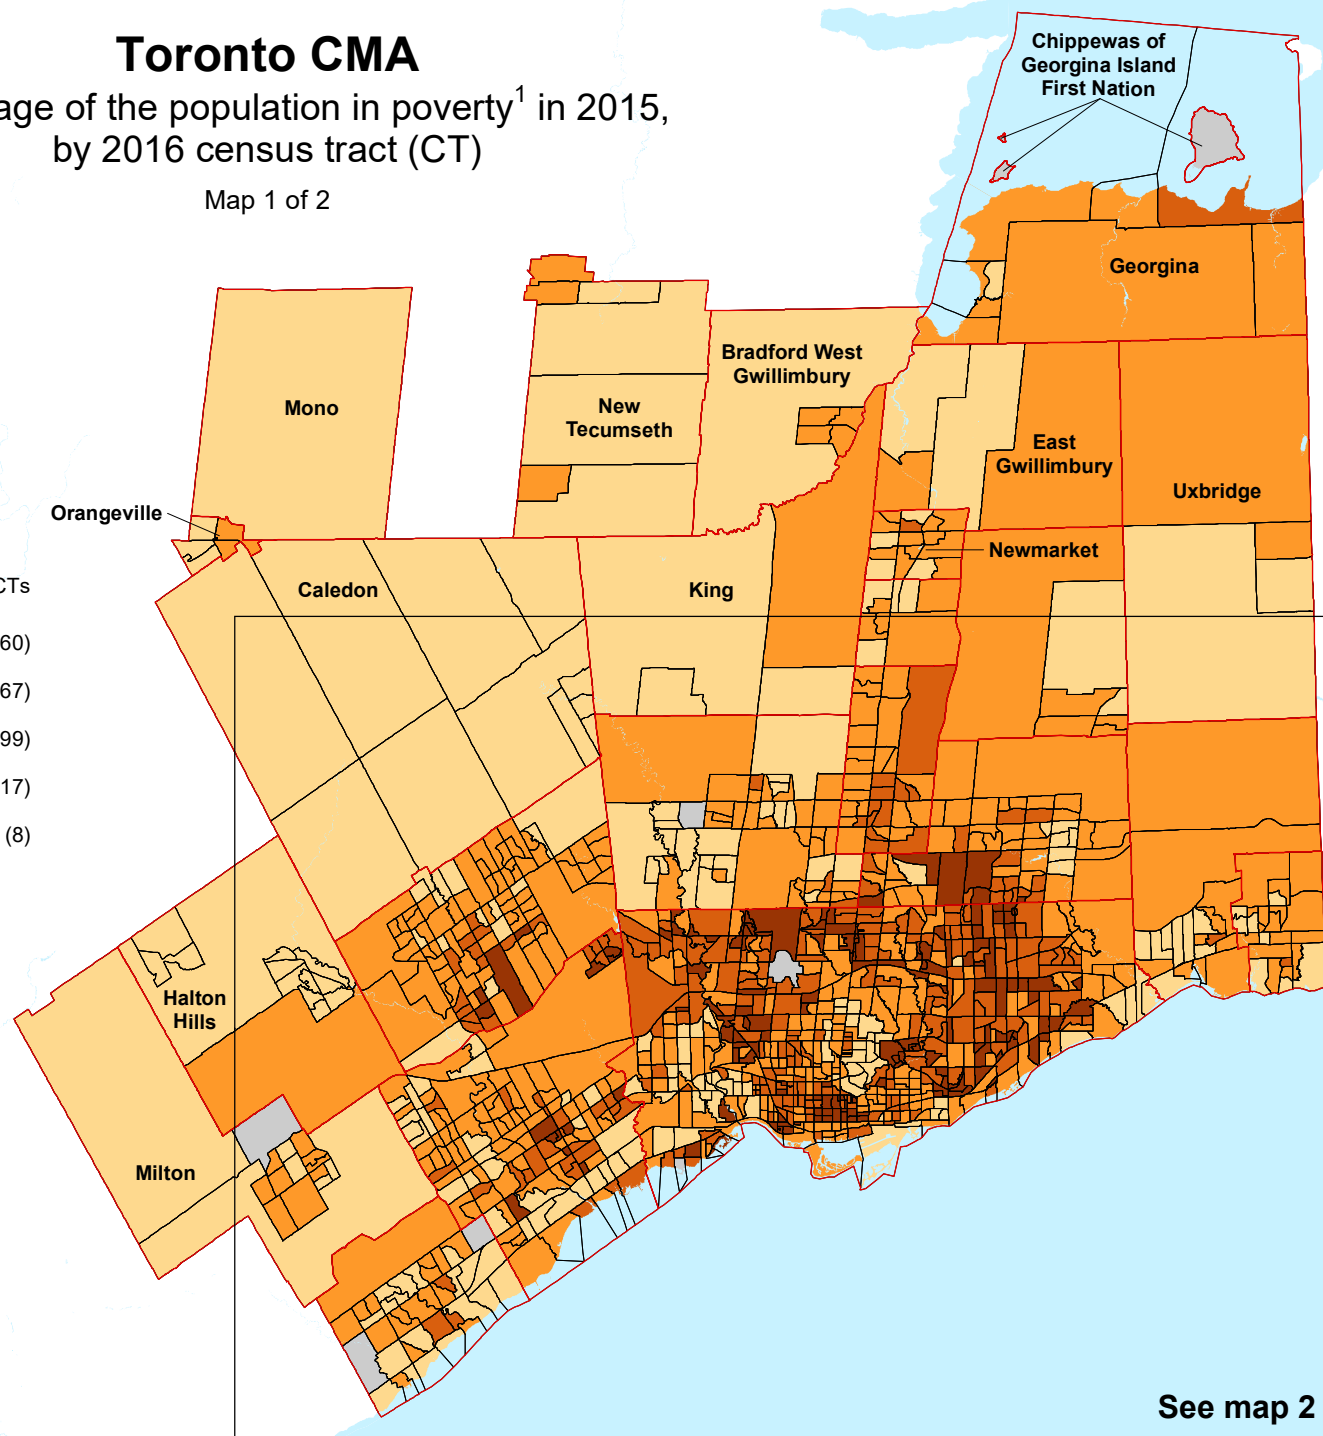 Toronto CMA
age of the population in poverty1 in 2015,
by 2016 census tract (CT)
Map 1 of 2
Chippewas of
Georgina Island
First Nation
Georgina
Bradford West
Gwillimbury
Mono
New
Tecumseth
East
Gwillimbury
Uxbridge
Orangeville
Newmarket
CTs
Caledon
King
60)
67)
99)
17)
(8)
Halton
Hills
Milton
See map 2